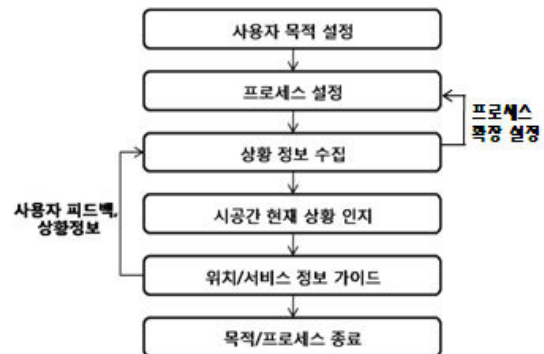 사용자 목적 설정
프로세스 설정
프로세스
확장 설정
상황 정보 수집
시공간 현재 상황 인지
사용자 피드백,
상황정보
위치/서비스 정보 가이드
목적/프로세스 종료